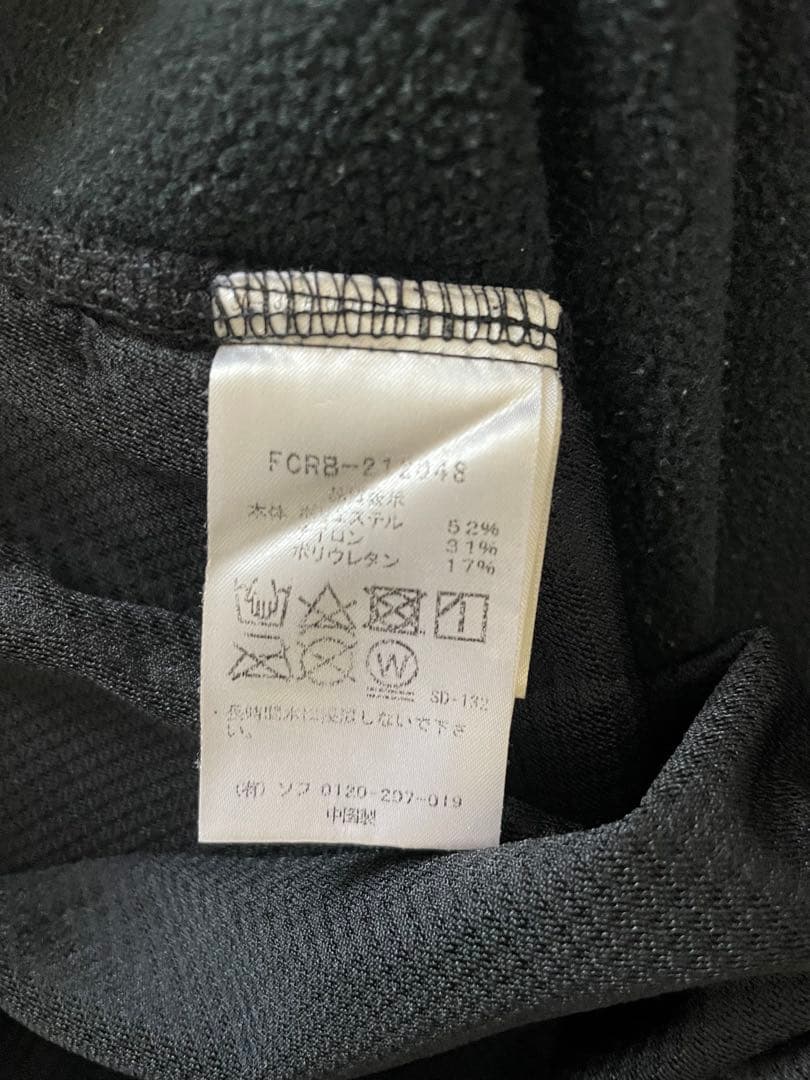 FCRB-212048
本体 ポリエステル 52%
ナイロン 31%
ポリウレタン 17%
W
SD-132
・長時間水に浸漬しないで下さ
い。
(有) ソフ 0120-207-019
中国製